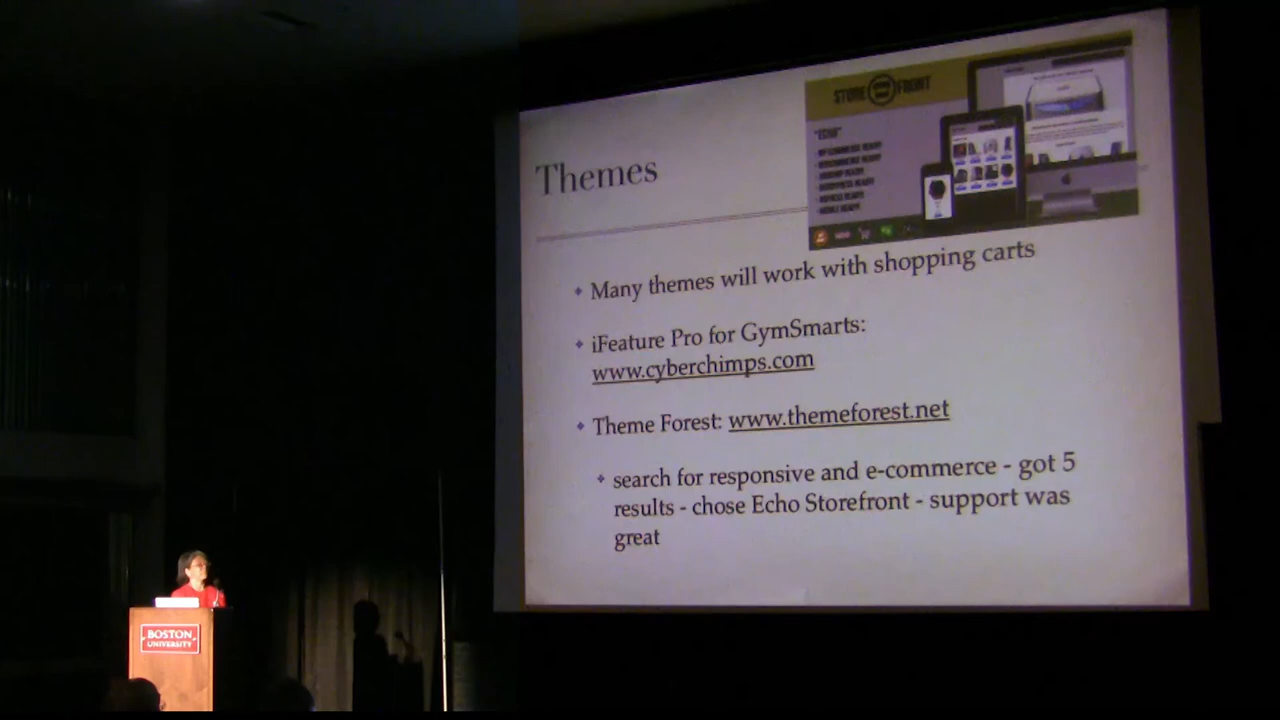 STORE FRONT
"ECHO"
Themes
Many themes will work with shopping carts
iFeature Pro for GymSmarts:
www.cyberchimps.com
Theme Forest: www.themeforest.net
search for responsive and e-commerce - got 5
results - chose Echo Storefront - support was
great
BOSTON
UNIVERSITY